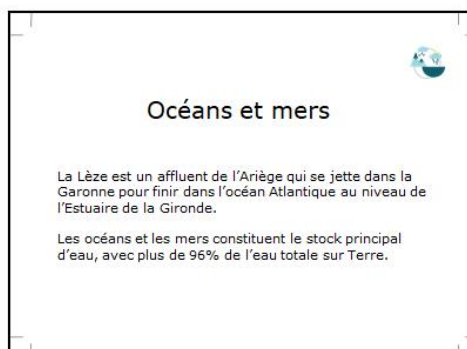 Océans et mers
La Lèze est un affluent de l’Ariège qui se jette dans la
Garonne pour finir dans l’océan Atlantique au niveau de
l’Estuaire de la Gironde.
Les océans et les mers constituent le stock principal
d’eau, avec plus de 96% de l’eau totale sur Terre.